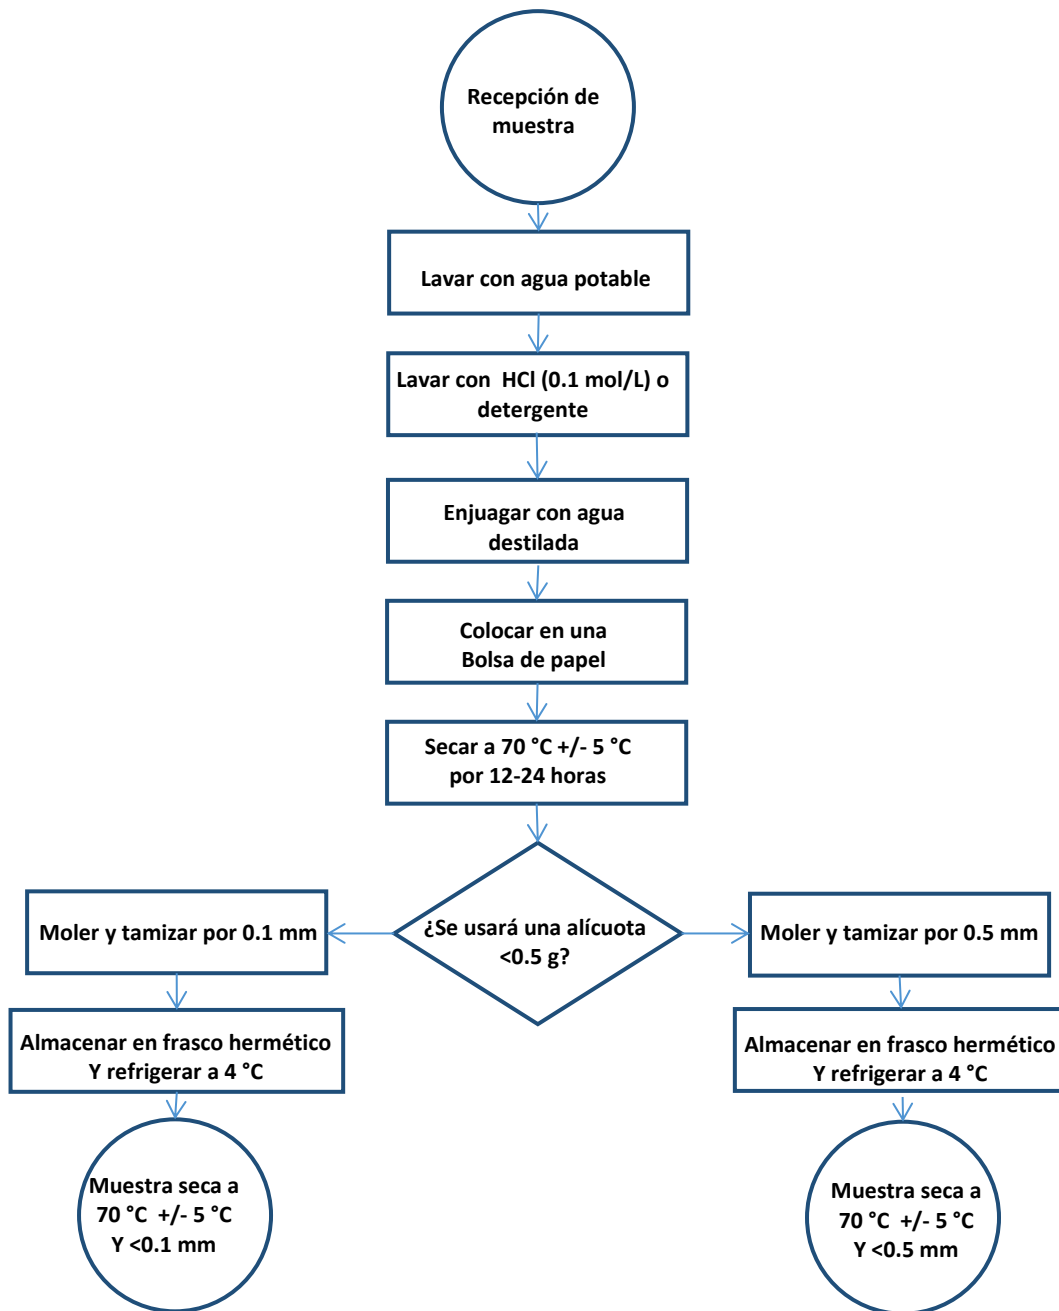 Recepción de
muestra
Lavar con agua potable
Lavar con HCl (0.1 mol/L) o
detergente
Enjuagar con agua
destilada
Colocar en una
Bolsa de papel
Secar a 70 °C +/- 5 °C
por 12-24 horas
¿Se usará una alícuota
<0.5 g?
Moler y tamizar por 0.1 mm
Almacenar en frasco hermético
Y refrigerar a 4 °C
Muestra seca a
70 °C +/- 5 °C
Y <0.1 mm
Moler y tamizar por 0.5 mm
Almacenar en frasco hermético
Y refrigerar a 4 °C
Muestra seca a
70 °C +/- 5 °C
Y <0.5 mm